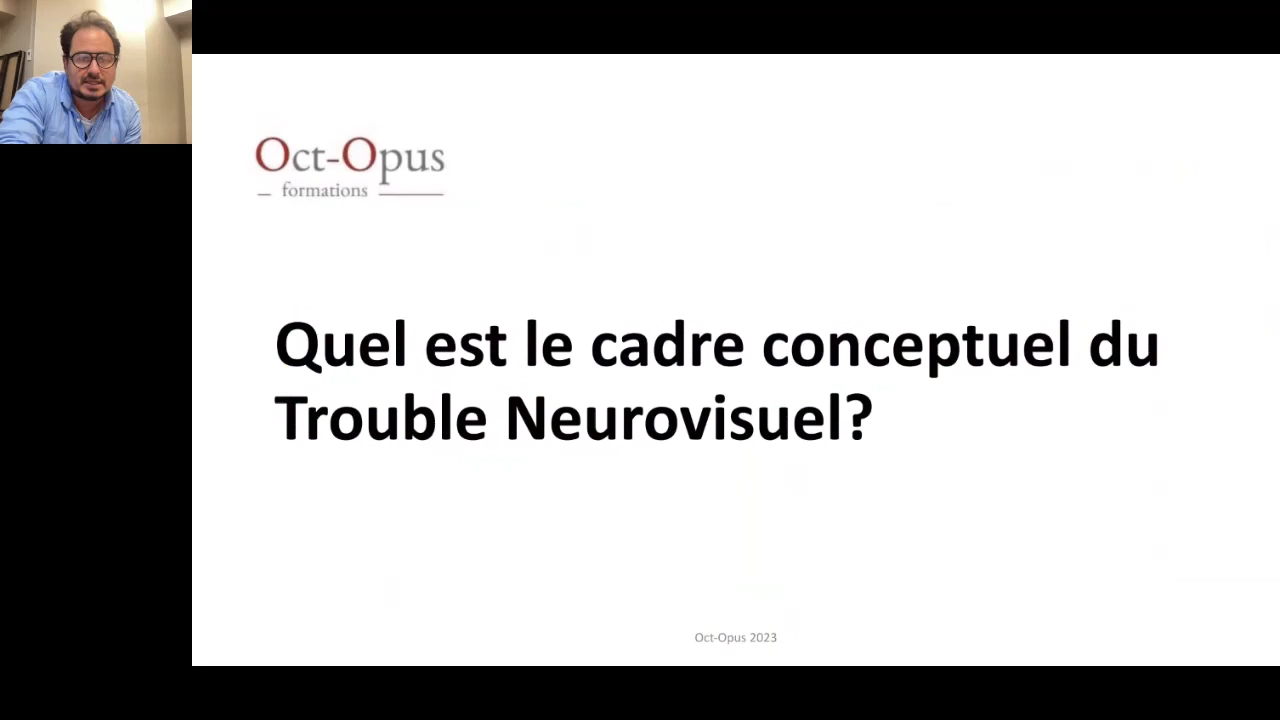 Oct-Opus
formations
Quel est le cadre conceptuel du
Trouble Neurovisuel?
Oct-Opus 2023